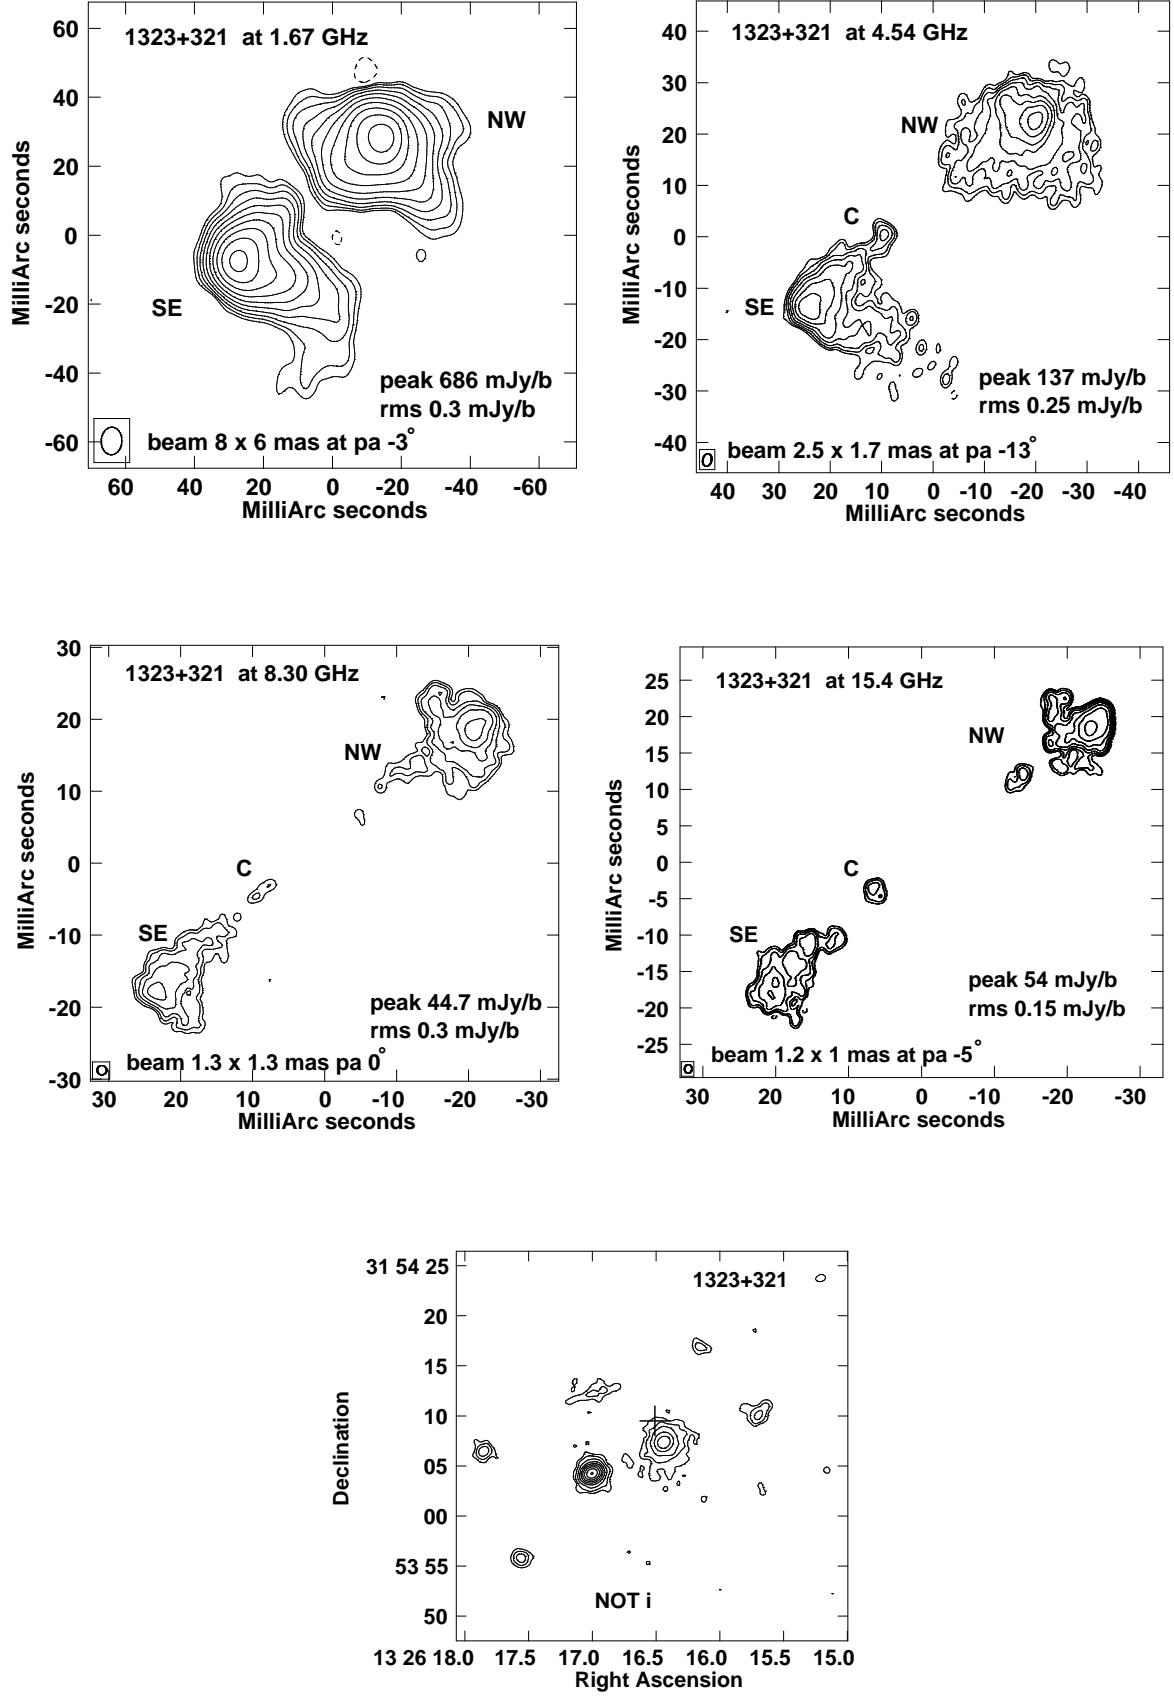 1323+321 at 1.67 GHz
NW
SE
peak 686 mJy/b
rms 0.3 mJy/b
beam 8 x 6 mas at pa -3°
MilliArc seconds
60
40
20
0
-20
-40
-60
60 40 20 0 -20 -40 -60
MilliArc seconds
1323+321 at 4.54 GHz
NW
C
SE
peak 137 mJy/b
rms 0.25 mJy/b
beam 2.5 x 1.7 mas at pa -13°
MilliArc seconds
40
30
20
10
0
-10
-20
-30
-40
40 30 20 10 0 -10 -20 -30 -40
MilliArc seconds
1323+321 at 8.30 GHz
NW
C
SE
peak 44.7 mJy/b
rms 0.3 mJy/b
beam 1.3 x 1.3 mas pa 0°
MilliArc seconds
30
20
10
0
-10
-20
-30
30 20 10 0 -10 -20 -30
MilliArc seconds
1323+321 at 15.4 GHz
NW
C
SE
peak 54 mJy/b
rms 0.15 mJy/b
beam 1.2 x 1 mas at pa -5°
MilliArc seconds
25
20
15
10
5
0
-5
-10
-15
-20
-25
30 20 10 0 -10 -20 -30
MilliArc seconds
1323+321
NOT i
Declination
31 54 25
20
15
10
05
00
53 55
50
13 26 18.0 17.5 17.0 16.5 16.0 15.5 15.0
Right Ascension